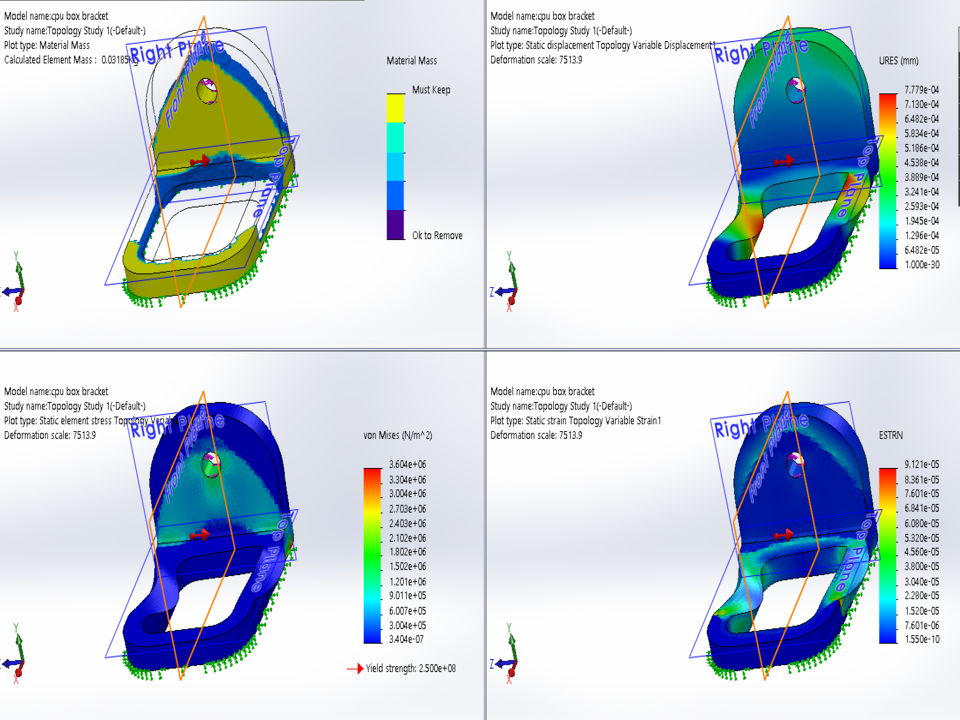 Model name:cpu box bracket
Study name:Topology Study 1(-Default-)
Plot type: Material Mass
Calculated Element Mass : 0.03185
Right Plane
Front Plane
Top Plane
Material Mass
Must Keep
Ok to Remove
Y
X
Model name:cpu box bracket
Study name:Topology Study 1(-Default-)
Plot type: Static displacement Topology Variable Displacement1
Deformation scale: 7513.9
Right Plane
Front Plane
Top Plane
URES (mm)
7.779e-04
7.130e-04
6.482e-04
5.834e-04
5.186e-04
4.538e-04
3.889e-04
3.241e-04
2.593e-04
1.945e-04
1.296e-04
6.482e-05
1.000e-30
Y
Z
X
Model name:cpu box bracket
Study name:Topology Study 1(-Default-)
Plot type: Static element stress Topology Varia
Deformation scale: 7513.9
Right Plane
Front Plane
Top Plane
von Mises (N/m^2)
3.604e+06
3.304e+06
3.004e+06
2.703e+06
2.403e+06
2.102e+06
1.802e+06
1.502e+06
1.201e+06
9.011e+05
6.007e+05
3.004e+05
3.404e-07
Yield strength: 2.500e+08
Y
X
Model name:cpu box bracket
Study name:Topology Study 1(-Default-)
Plot type: Static strain Topology Variable Strain1
Deformation scale: 7513.9
Right Plane
Front Plane
Top Plane
ESTRN
9.121e-05
8.361e-05
7.601e-05
6.841e-05
6.080e-05
5.320e-05
4.560e-05
3.800e-05
3.040e-05
2.280e-05
1.520e-05
7.601e-06
1.550e-10
Y
Z
X